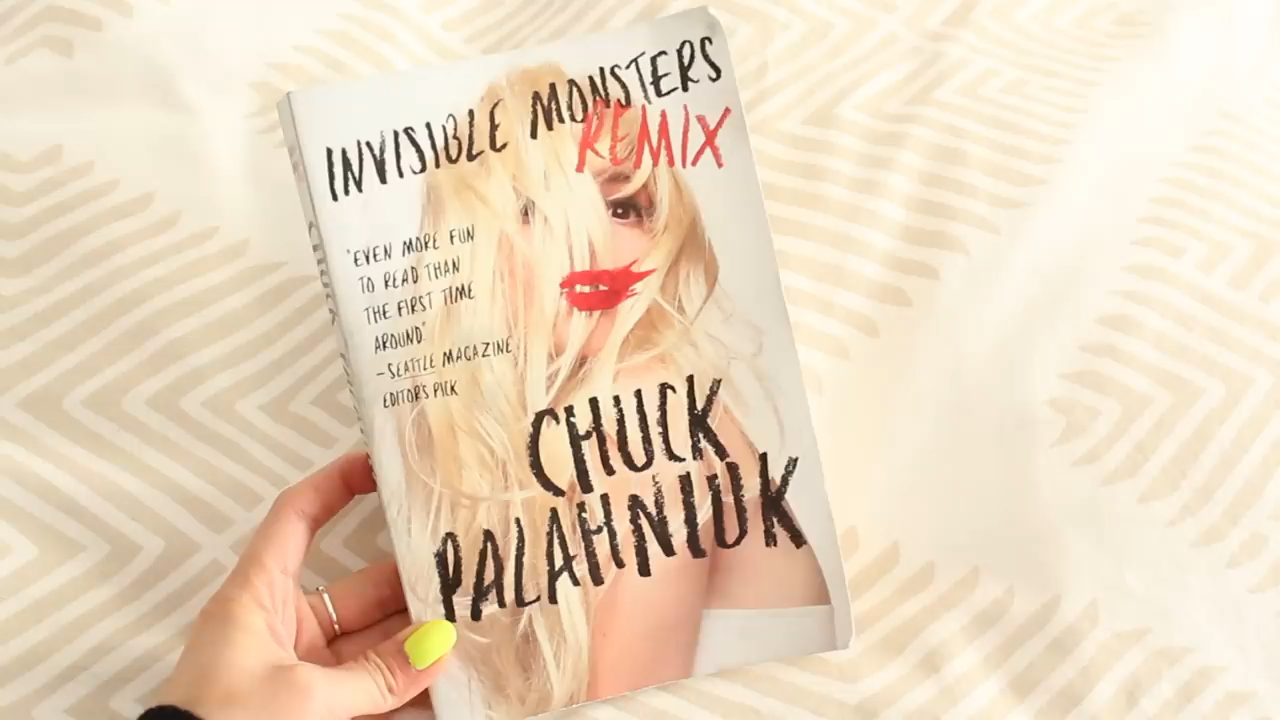 INVISIBLE MONSTERS
REMIX
"EVEN MORE FUN
TO READ THAN
THE FIRST TIME
AROUND."
–SEATTLE MAGAZINE
EDITOR'S PICK
CHUCK
PALAHNIUK
CHUCK